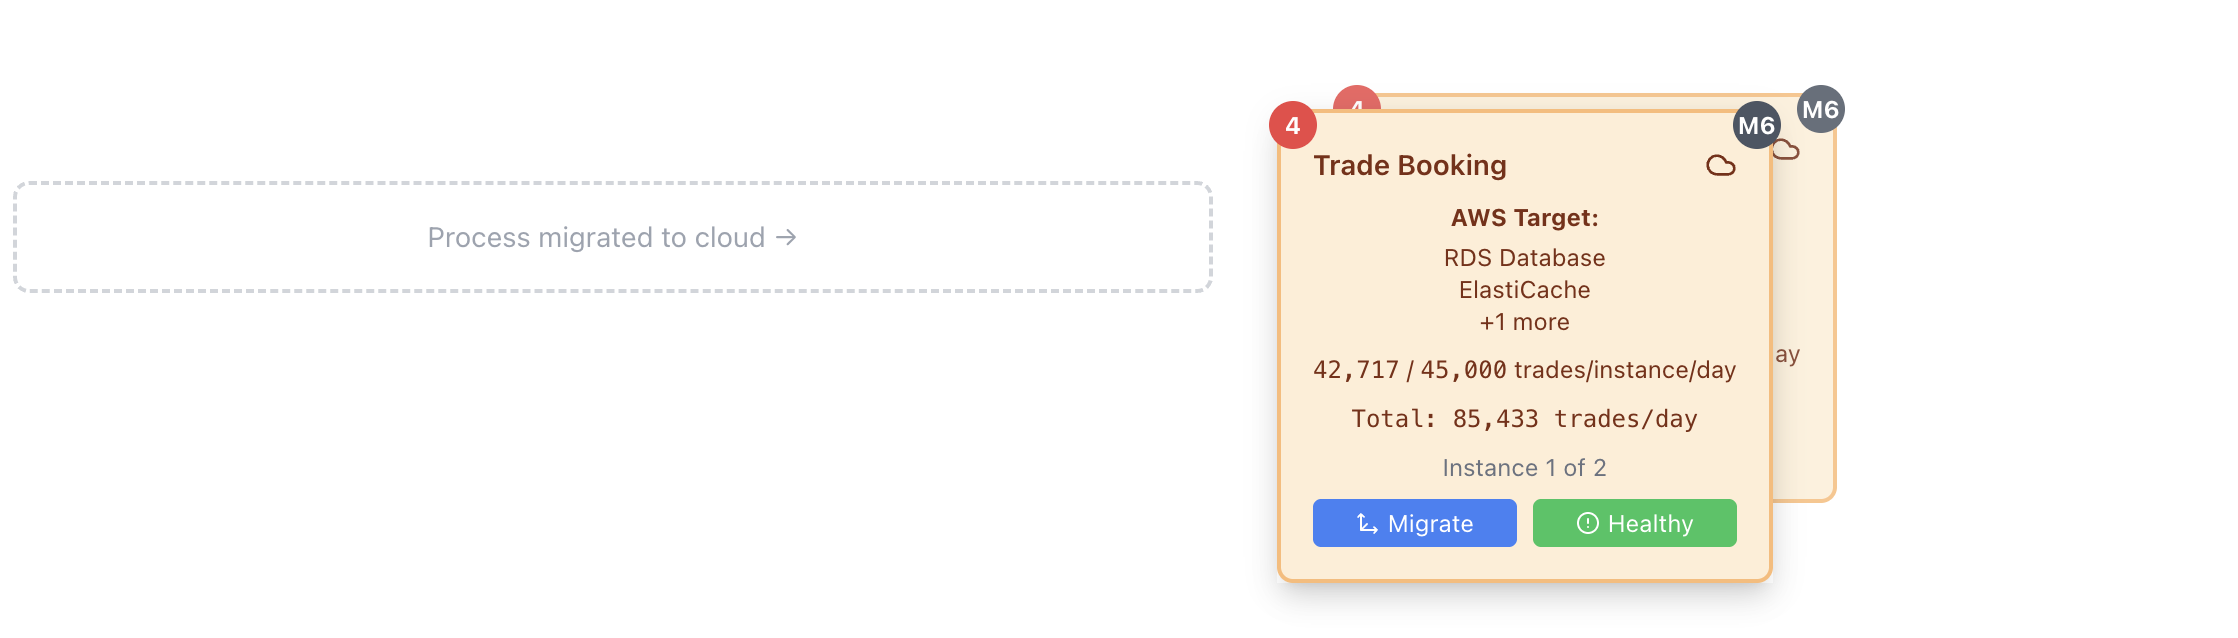 Process migrated to cloud →
4
4
M6
M6
Trade Booking
AWS Target:
RDS Database
ElastiCache
+1 more
42,717 / 45,000 trades/instance/day
ay
Total: 85,433 trades/day
Instance 1 of 2
Migrate
Healthy